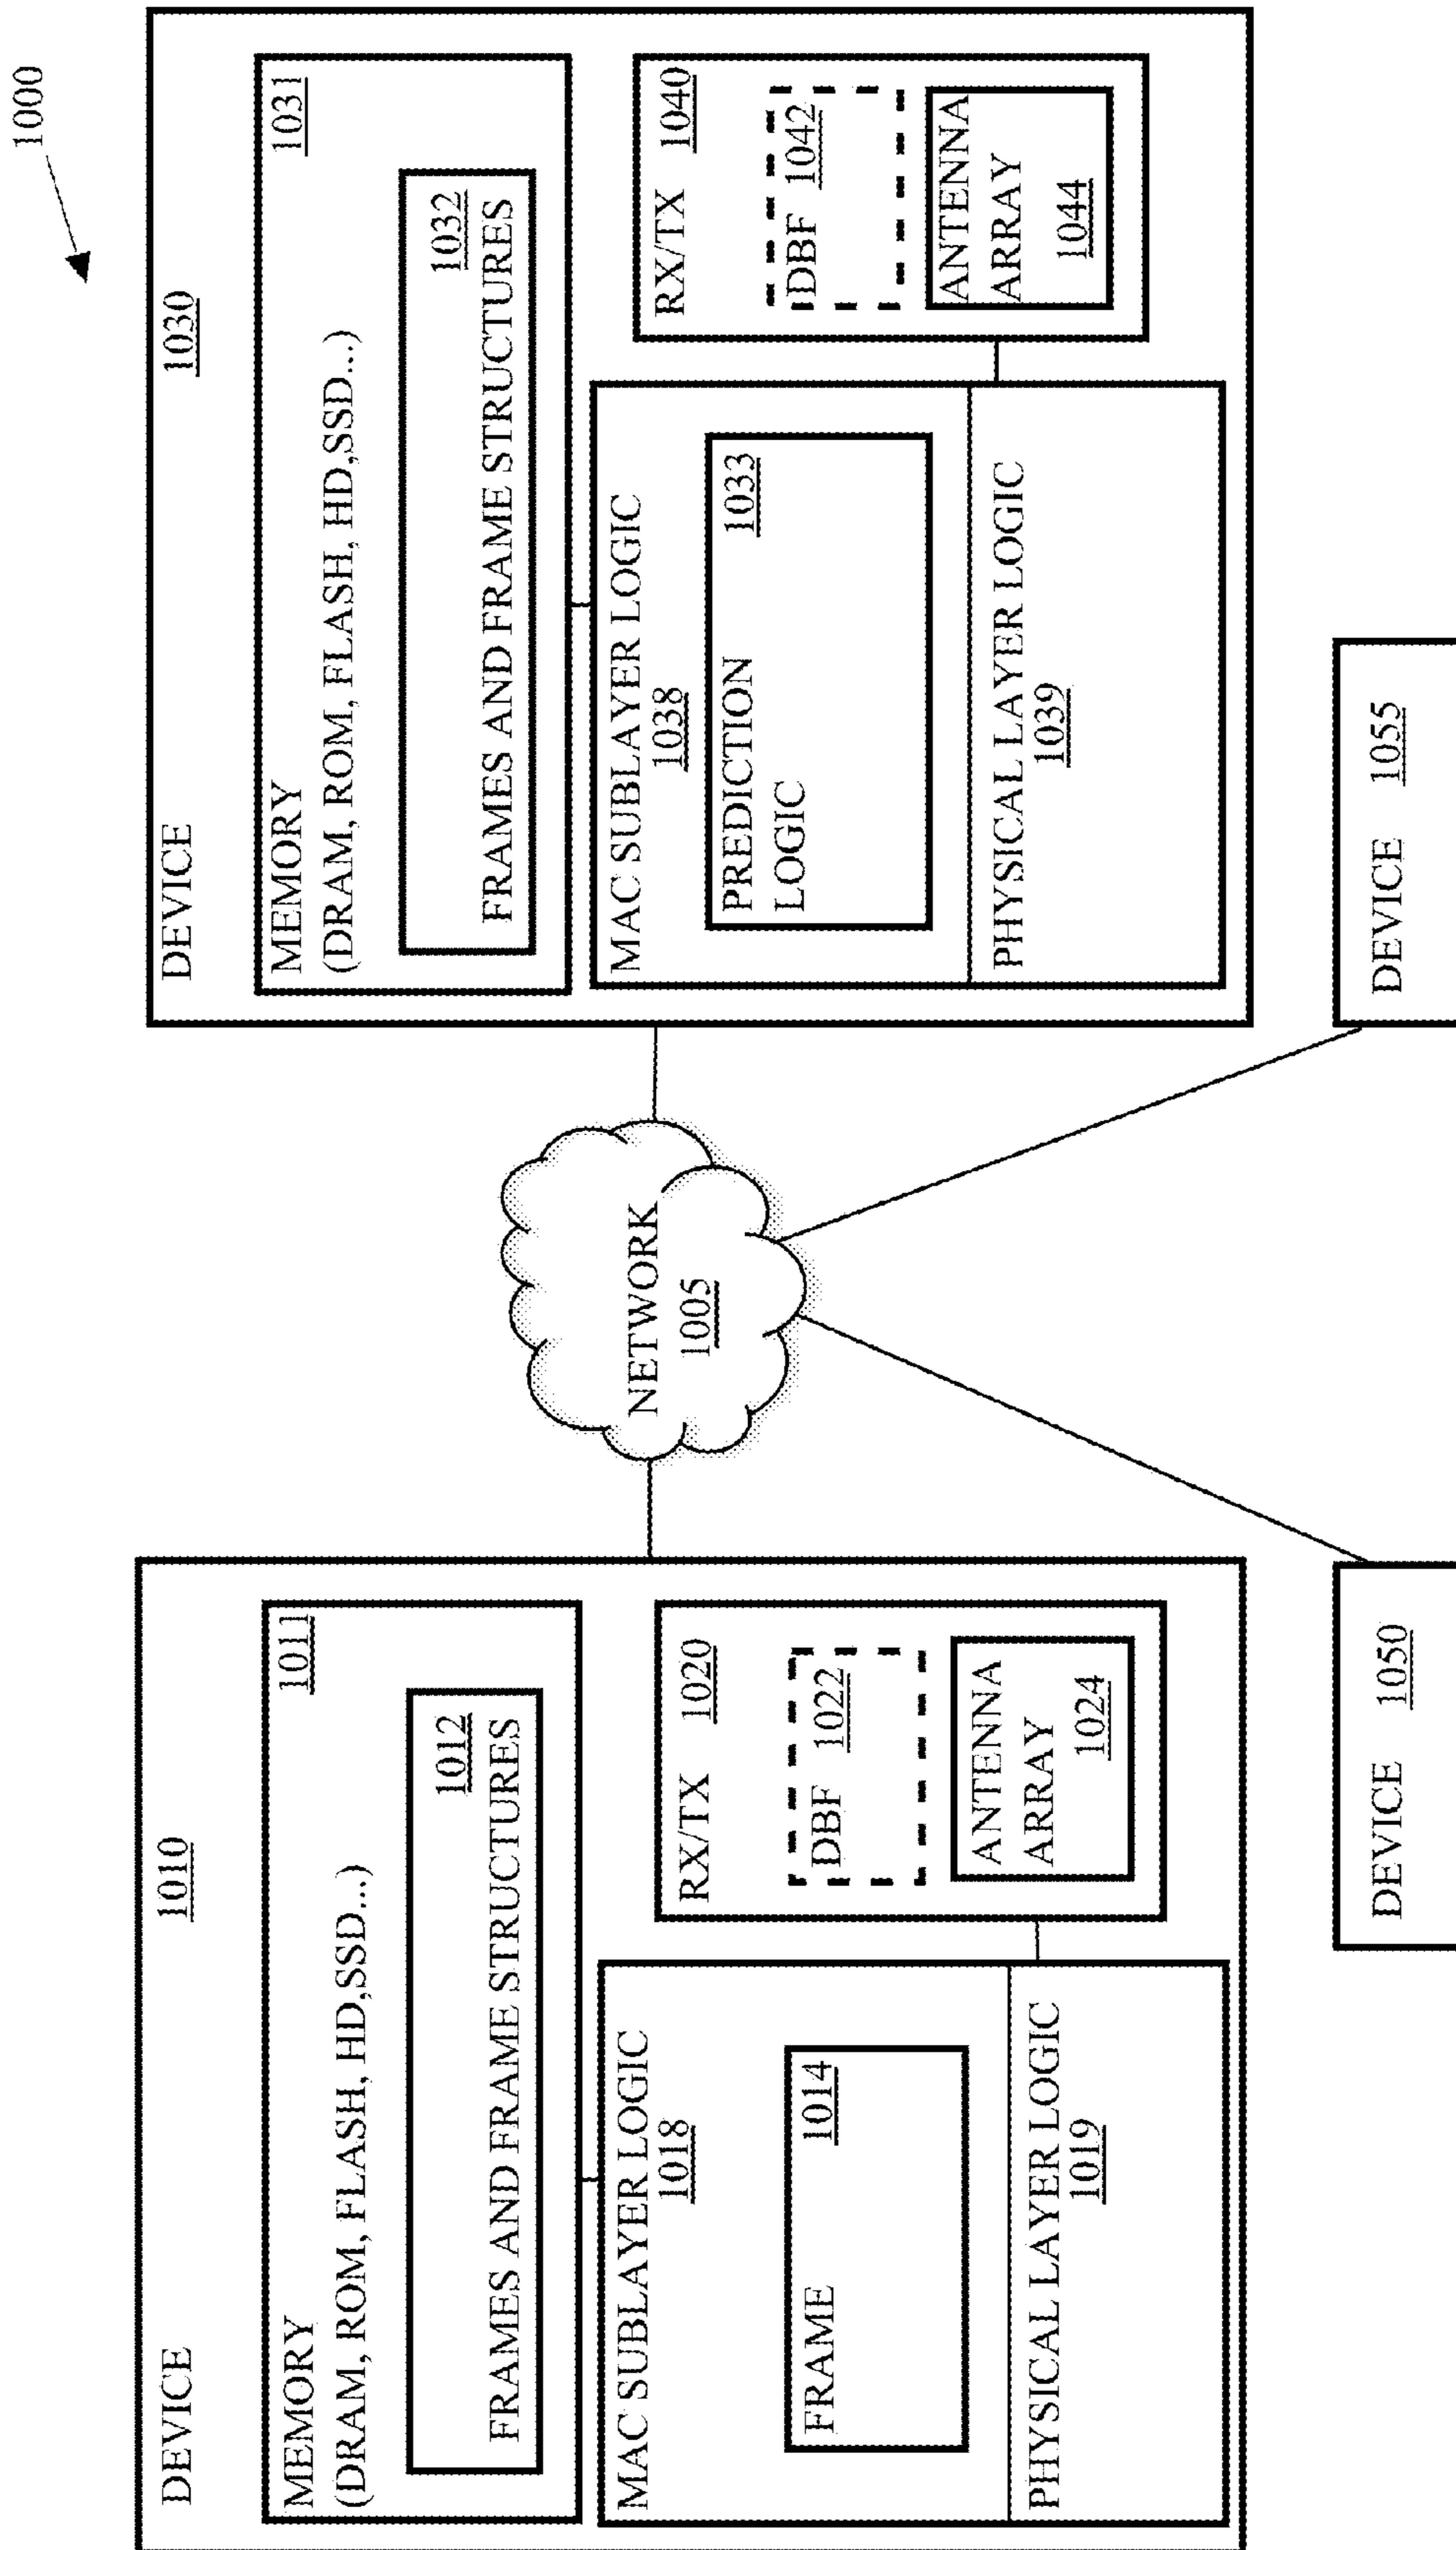 1000
DEVICE 1010
MEMORY 1011
(DRAM, ROM, FLASH, HD,SSD...)
1012
FRAMES AND FRAME STRUCTURES
MAC SUBLAYER LOGIC
1018
FRAME 1014
PHYSICAL LAYER LOGIC
1019
RX/TX 1020
DBF 1022
ANTENNA
ARRAY
1024
NETWORK
1005
DEVICE 1030
MEMORY 1031
(DRAM, ROM, FLASH, HD,SSD...)
1032
FRAMES AND FRAME STRUCTURES
MAC SUBLAYER LOGIC
1038
PREDICTION 1033
LOGIC
PHYSICAL LAYER LOGIC
1039
RX/TX 1040
DBF 1042
ANTENNA
ARRAY
1044
DEVICE 1050
DEVICE 1055